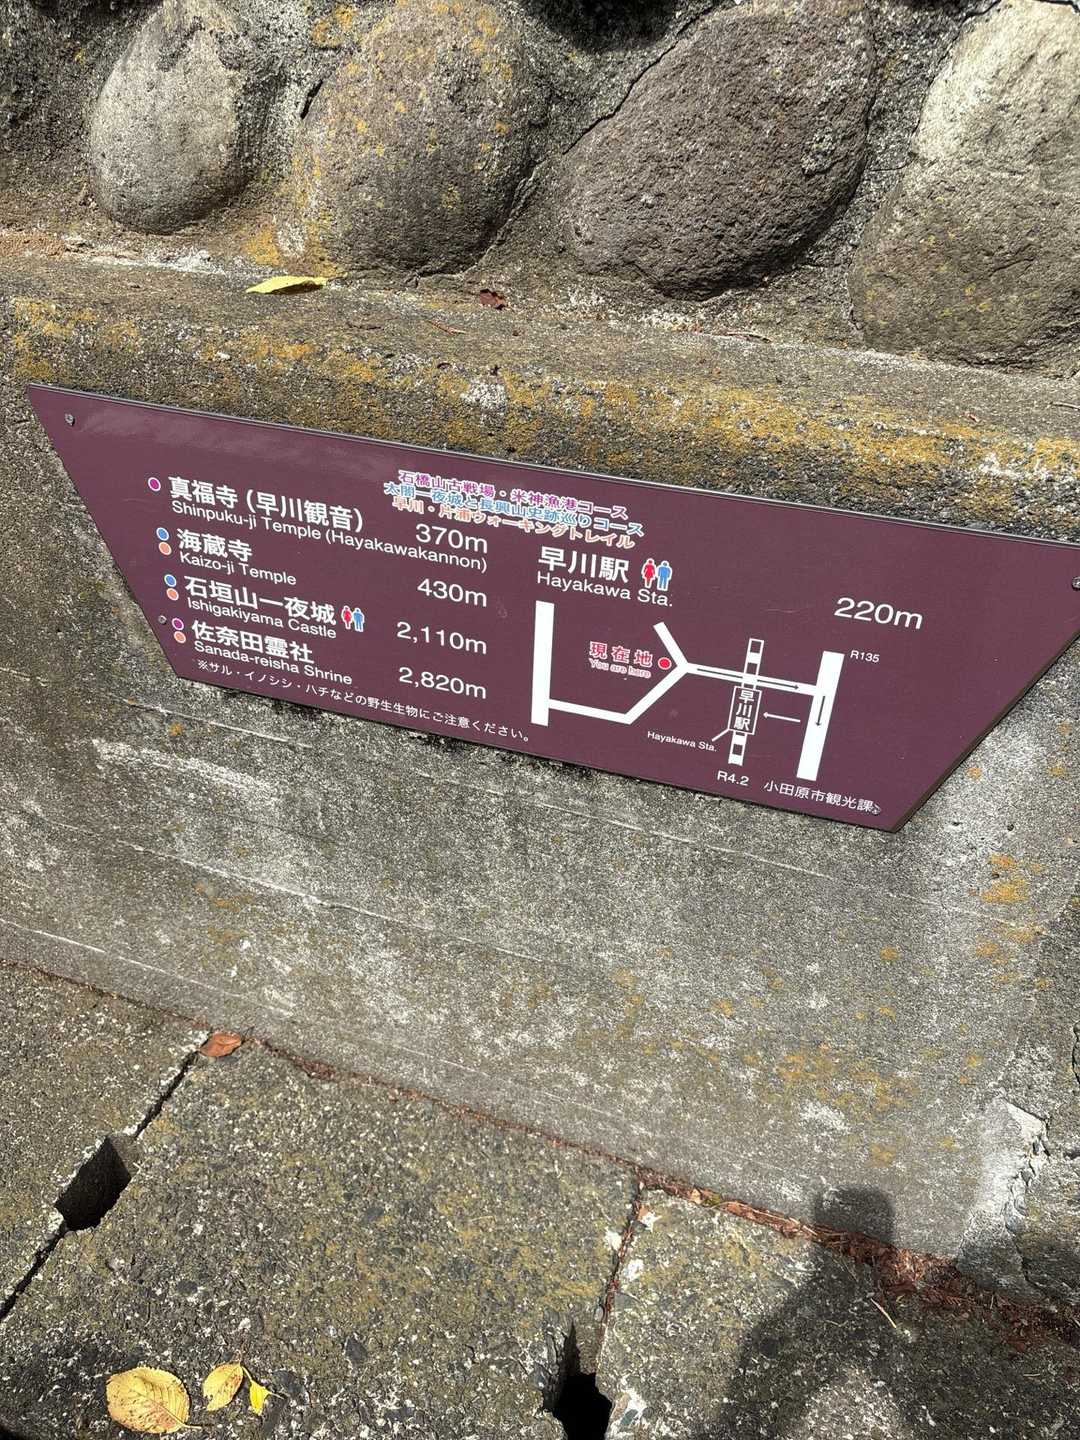 石橋山古戦場・米神漁港コース
太閤一夜城と長興山史跡巡りコース
早川・片浦ウォーキングトレイル
真福寺（早川観音）
370m
Shinpuku-ji Temple (Hayakawakannon)
海蔵寺
430m
Kaizo-ji Temple
石垣山一夜城
2,110m
Ishigakiyama Castle
佐奈田霊社
2,820m
Sanada-reisha Shrine
※サル・イノシシ・ハチなどの野生生物にご注意ください。
早川駅
220m
Hayakawa Sta.
現在地
You are here
R135
早川駅
Hayakawa Sta.
R4.2 小田原市観光課